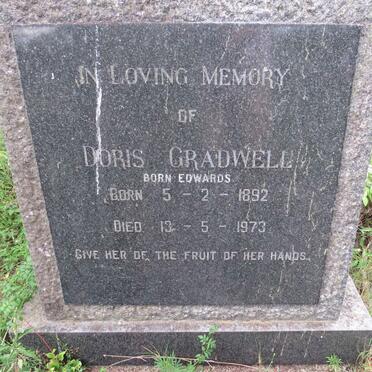 In Loving Memory
of
Doris Gradwell
born Edwards
Born 5 - 2 - 1892
Died 13 - 5 - 1973
Give her of, the fruit of her hands.